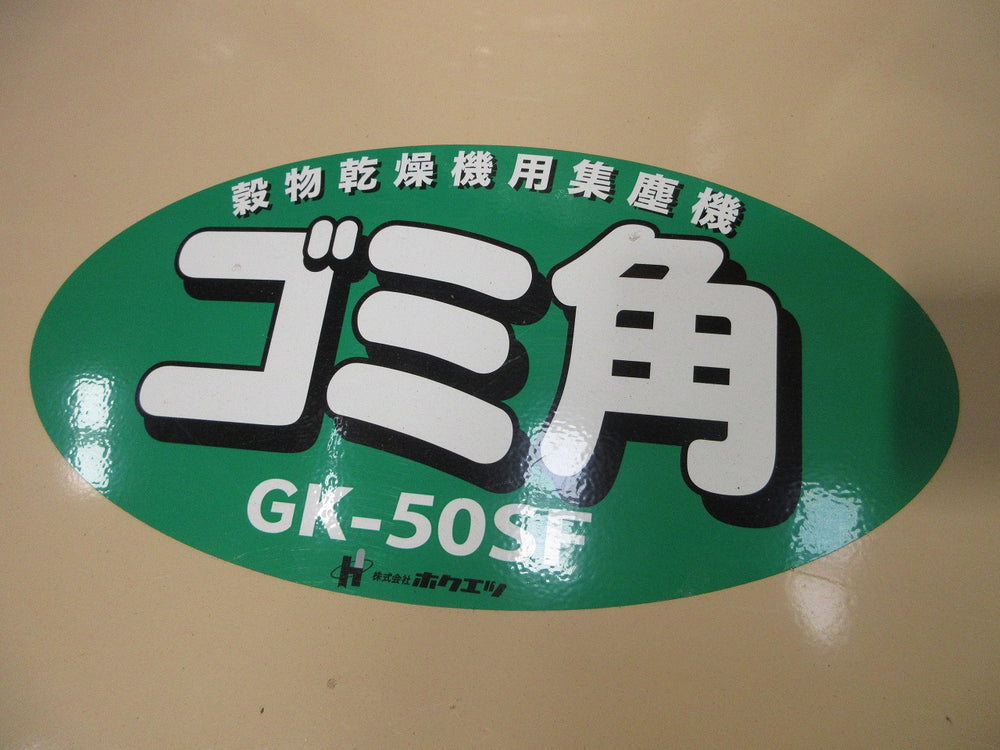 穀物乾燥機用集塵機
ゴミ角
GK-50SF
株式会社ホクエツ